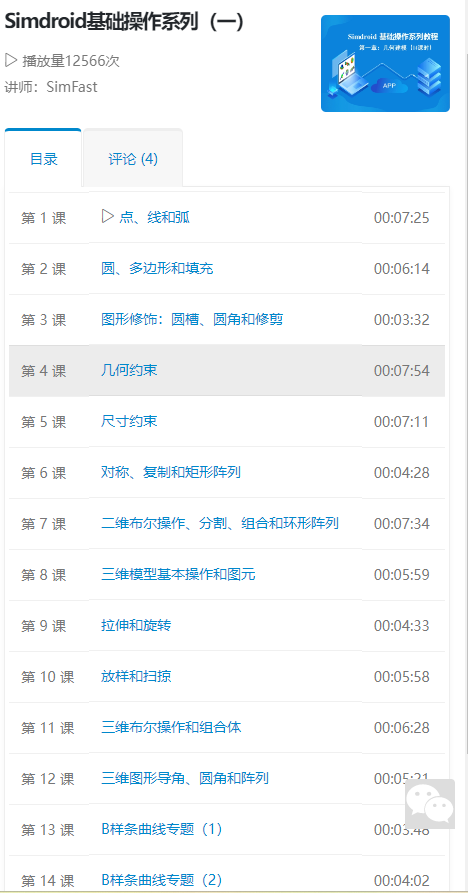 Simdroid基础操作系列（一）
播放量12566次
讲师：SimFast
Simdroid 基础操作系列教程
第一章：几何建模（14课时）
APP
目录
评论 (4)
第 1 课 点、线和弧 00:07:25
第 2 课 圆、多边形和填充 00:06:14
第 3 课 图形修饰：圆槽、圆角和修剪 00:03:32
第 4 课 几何约束 00:07:54
第 5 课 尺寸约束 00:07:11
第 6 课 对称、复制和矩形阵列 00:04:28
第 7 课 二维布尔操作、分割、组合和环形阵列 00:07:34
第 8 课 三维模型基本操作和图元 00:05:59
第 9 课 拉伸和旋转 00:04:33
第 10 课 放样和扫掠 00:05:58
第 11 课 三维布尔操作和组合体 00:06:28
第 12 课 三维图形导角、圆角和阵列 00:05:21
第 13 课 B样条曲线专题（1） 00:03:48
第 14 课 B样条曲线专题（2） 00:04:02